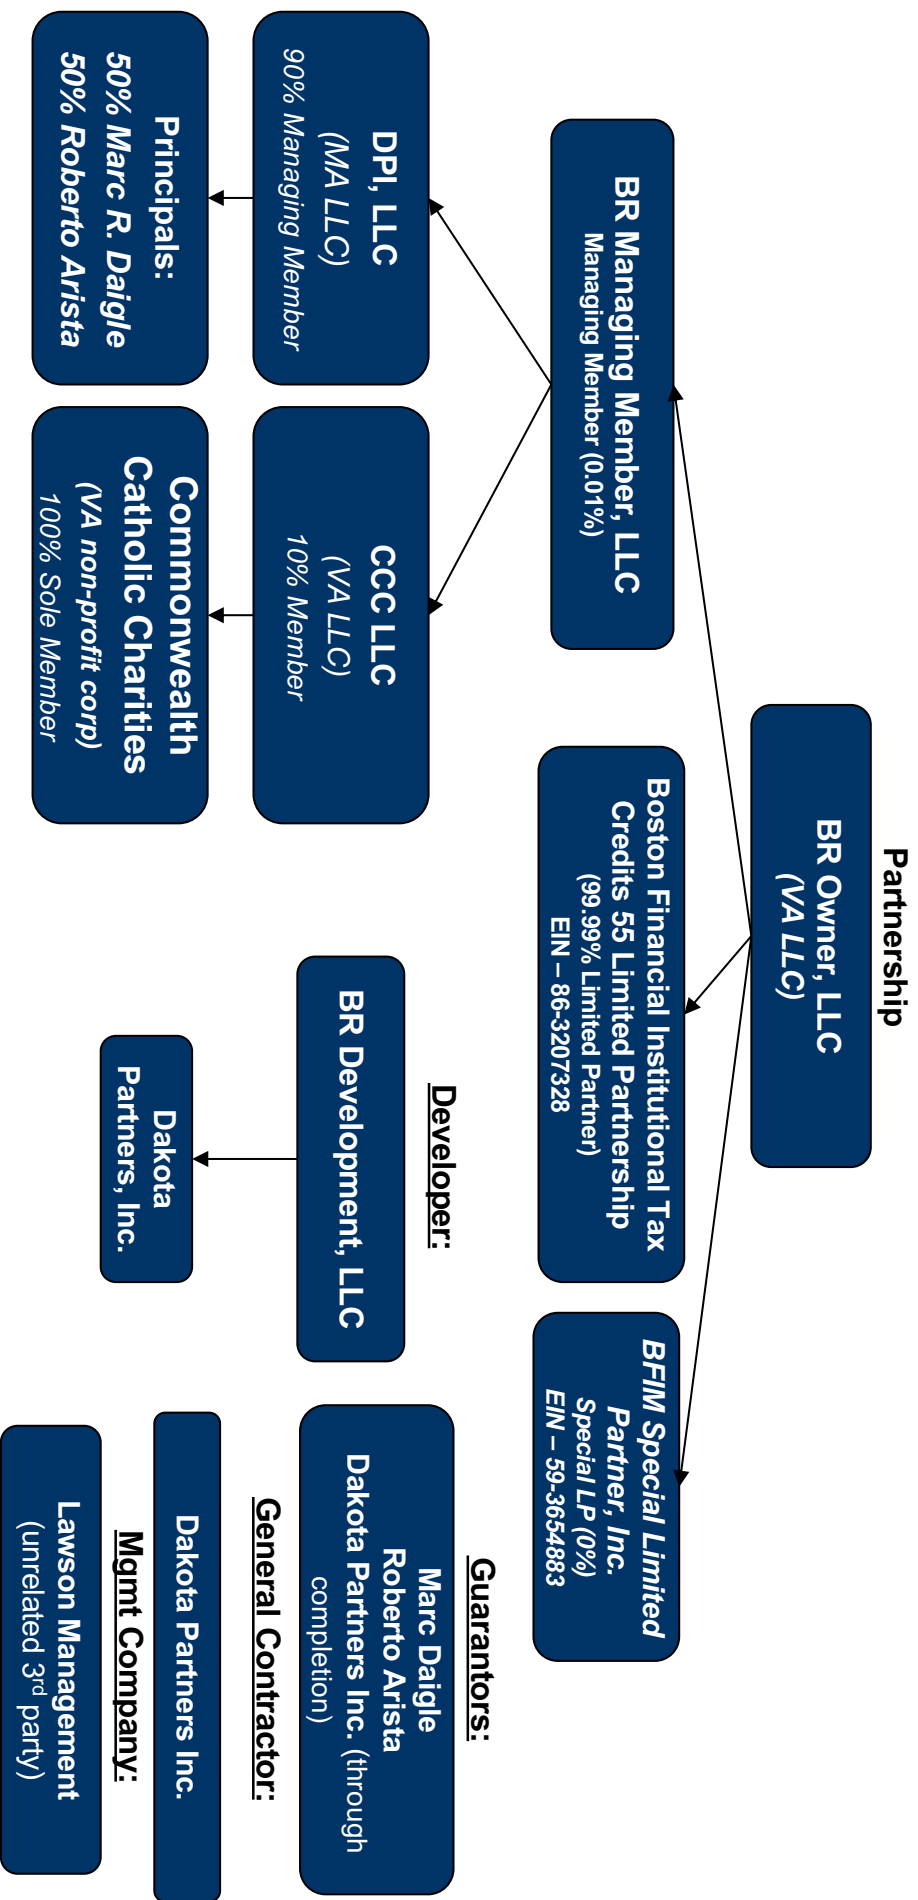 Partnership
BR Owner, LLC
(VA LLC)
BR Managing Member, LLC
Managing Member (0.01%)
Boston Financial Institutional Tax
Credits 55 Limited Partnership
(99.99% Limited Partner)
EIN – 86-3207328
BFIM Special Limited
Partner, Inc.
Special LP (0%)
EIN – 59-3654883
DPI, LLC
(MA LLC)
90% Managing Member
CCC LLC
(VA LLC)
10% Member
Principals:
50% Marc R. Daigle
50% Roberto Arista
Commonwealth
Catholic Charities
(VA non-profit corp)
100% Sole Member
Developer:
BR Development, LLC
Dakota
Partners, Inc.
Guarantors:
Marc Daigle
Roberto Arista
Dakota Partners Inc. (through
completion)
General Contractor:
Dakota Partners Inc.
Mgmt Company:
Lawson Management
(unrelated 3rd party)